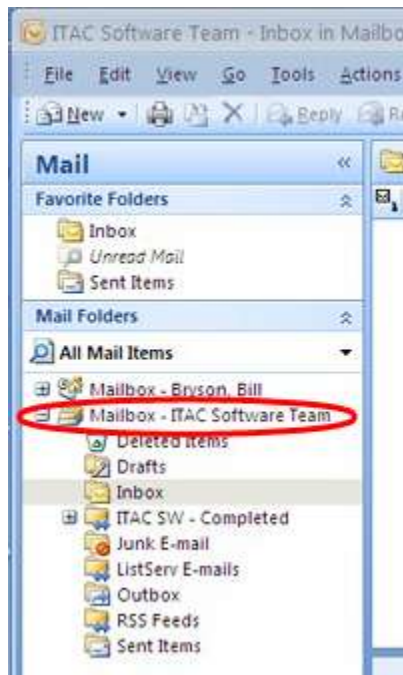 ITAC Software Team - Inbox in Mailbo
File Edit View Go Tools Actions
New Reply R
Mail «
Favorite Folders
Inbox
Unread Mail
Sent Items
Mail Folders
All Mail Items
Mailbox - Bryson, Bill
Mailbox - ITAC Software Team
Deleted Items
Drafts
Inbox
ITAC SW - Completed
Junk E-mail
ListServ E-mails
Outbox
RSS Feeds
Sent Items